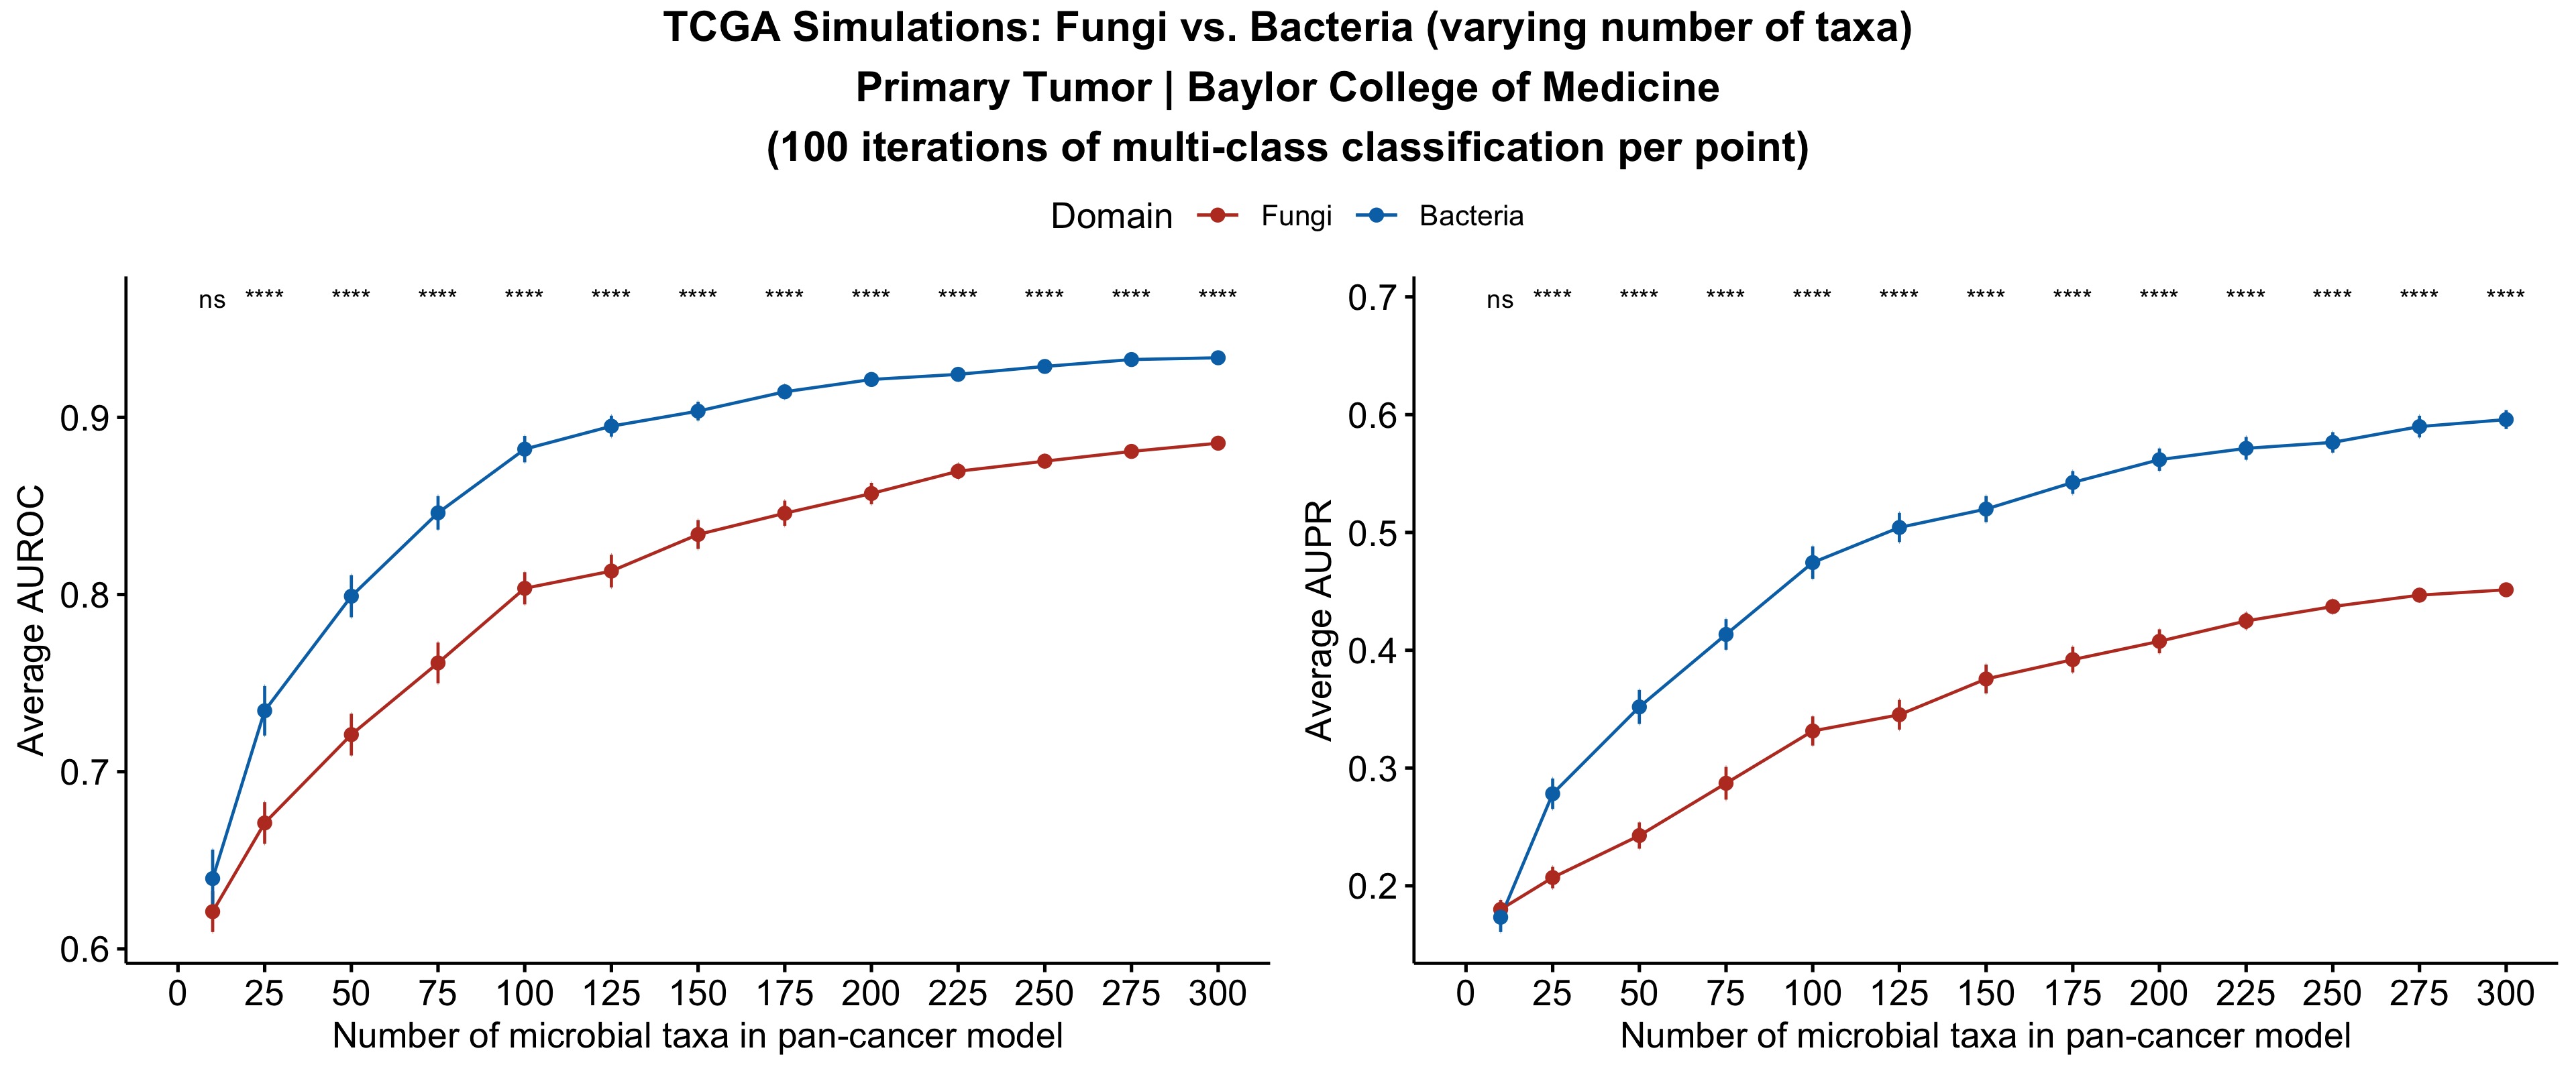 TCGA Simulations: Fungi vs. Bacteria (varying number of taxa)
Primary Tumor | Baylor College of Medicine
(100 iterations of multi-class classification per point)
Domain Fungi Bacteria
ns **** **** **** **** **** **** **** **** **** **** **** ****
0.9
0.8
0.7
0.6
Average AUROC
0 25 50 75 100 125 150 175 200 225 250 275 300
Number of microbial taxa in pan-cancer model
ns **** **** **** **** **** **** **** **** **** **** **** ****
0.7
0.6
0.5
0.4
0.3
0.2
Average AUPR
0 25 50 75 100 125 150 175 200 225 250 275 300
Number of microbial taxa in pan-cancer model